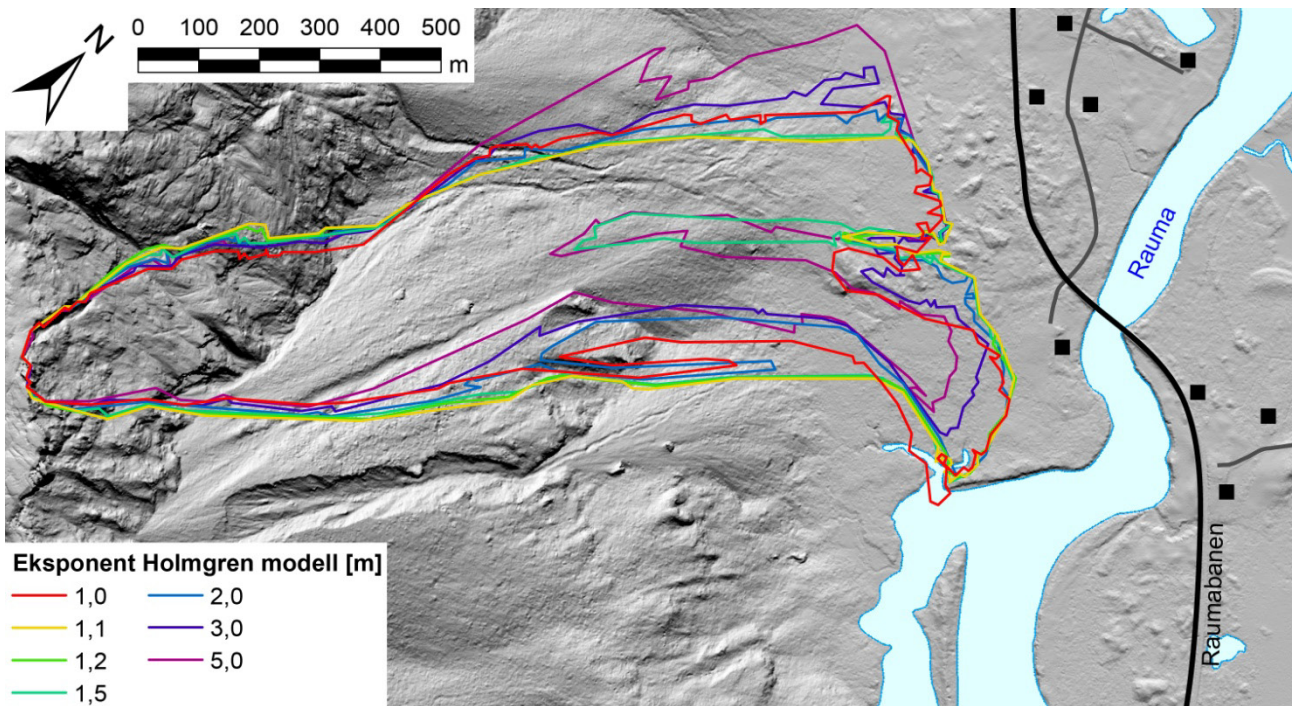 N
0 100 200 300 400 500
m
Rauma
Raumabanen
Eksponent Holmgren modell [m]
1,0 2,0
1,1 3,0
1,2 5,0
1,5